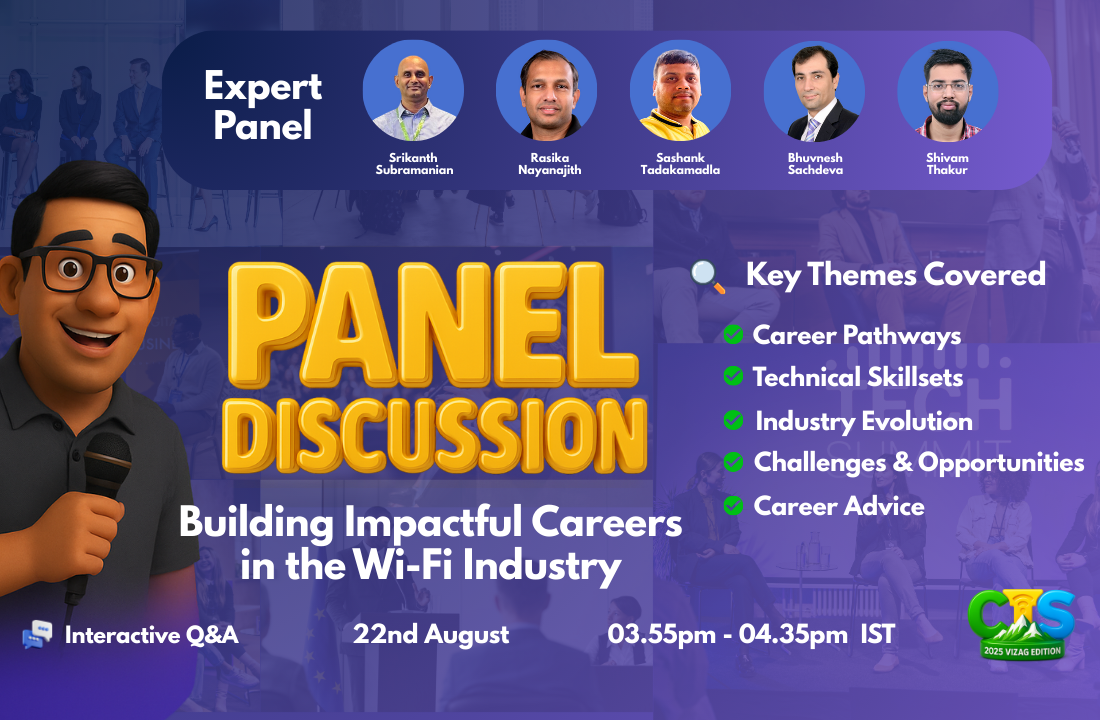 Expert
Panel
Srikanth
Subramanian
Rasika
Nayanajith
Sashank
Tadakamadla
Bhuvnesh
Sachdeva
Shivam
Thakur
PANEL
DISCUSSION
Building Impactful Careers
in the Wi-Fi Industry
Key Themes Covered
Career Pathways
Technical Skillsets
Industry Evolution
Challenges & Opportunities
Career Advice
TECH
SUMMIT
Interactive Q&A
22nd August
03.55pm - 04.35pm IST
CTS
2025 VIZAG EDITION